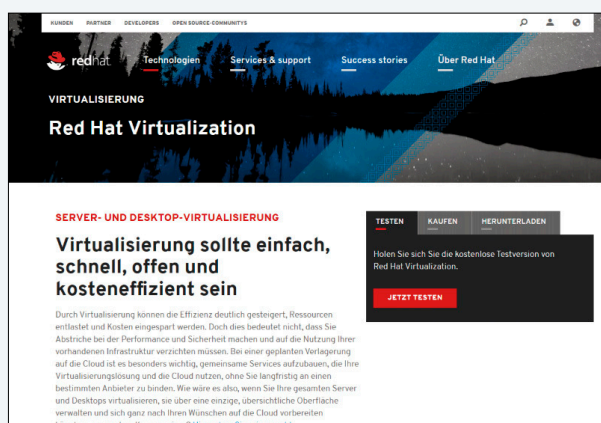 KUNDEN PARTNER DEVELOPERS OPEN SOURCE-COMMUNITYS
redhat. Technologien Services & support Success stories Über Red Hat
VIRTUALISIERUNG
Red Hat Virtualization
SERVER- UND DESKTOP-VIRTUALISIERUNG
Virtualisierung sollte einfach,
schnell, offen und
kosteneffizient sein
Durch Virtualisierung können die Effizienz deutlich gesteigert, Ressourcen
entlastet und Kosten eingespart werden. Doch dies bedeutet nicht, dass Sie
Abstriche bei der Performance und Sicherheit machen und auf die Nutzung Ihrer
vorhandenen Infrastruktur verzichten müssen. Bei einer geplanten Verlagerung
auf die Cloud ist es besonders wichtig, gemeinsame Services aufzubauen, die Ihre
Virtualisierungslösung und die Cloud nutzen, ohne Sie langfristig an einen
bestimmten Anbieter zu binden. Wie wäre es also, wenn Sie Ihre gesamten Server
und Desktops virtualisieren, sie über eine einzige, übersichtliche Oberfläche
verwalten und sich ganz nach Ihren Wünschen auf die Cloud vorbereiten
TESTEN KAUFEN HERUNTERLADEN
Holen Sie sich Sie die kostenlose Testversion von
Red Hat Virtualization.
JETZT TESTEN